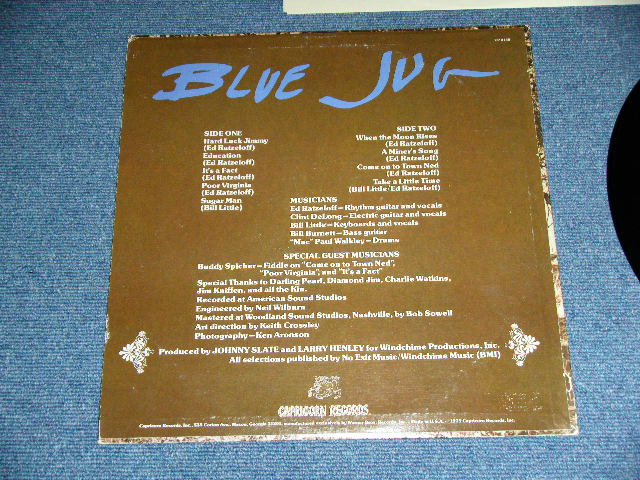 BLUE JUG
SIDE ONE
Hard Luck Jimmy
(Ed Ratzeloff)
Education
(Ed Ratzeloff)
It's a Fact
(Ed Ratzeloff)
Poor Virginia
(Ed Ratzeloff)
Sugar Man
(Bill Little)
SIDE TWO
When the Moon Rises
(Ed Ratzeloff)
A Miner's Song
(Ed Ratzeloff)
Come on to Town Ned
(Ed Ratzeloff)
Take a Little Time
(Bill Little/Ed Ratzeloff)
MUSICIANS
Ed Ratzeloff—Rhythm guitar and vocals
Clint DeLong—Electric guitar and vocals
Bill Little—Keyboards and vocals
Bill Burnett—Bass guitar
"Mac" Paul Walkley—Drums
SPECIAL GUEST MUSICIANS
Buddy Spicher—Fiddle on "Come on to Town Ned",
"Poor Virginia", and "It's a Fact"
Special Thanks to Darling Pearl, Diamond Jim, Charlie Watkins,
Jim Kniffen, and all the Kin.
Recorded at American Sound Studios
Engineered by Neil Wilburn
Mastered at Woodland Sound Studios, Nashville, by Bob Sowell
Art direction by Keith Crossley
Photography—Ken Aronson
Produced by JOHNNY SLATE and LARRY HENLEY for Windchime Productions, Inc.
All selections published by No Exit Music/Windchime Music (BMI)
CAPRICORN RECORDS